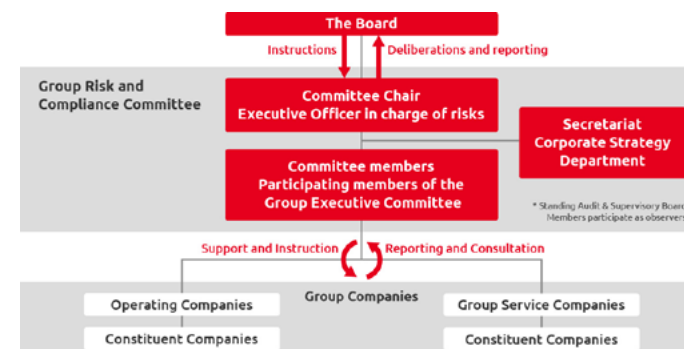 The Board
Instructions
Deliberations and reporting
Group Risk and
Compliance Committee
Committee Chair
Executive Officer in charge of risks
Secretariat
Corporate Strategy
Department
Committee members
Participating members of the
Group Executive Committee
* Standing Audit & Supervisory Board
Members participate as observers
Support and Instruction
Reporting and Consultation
Group Companies
Operating Companies
Group Service Companies
Constituent Companies
Constituent Companies